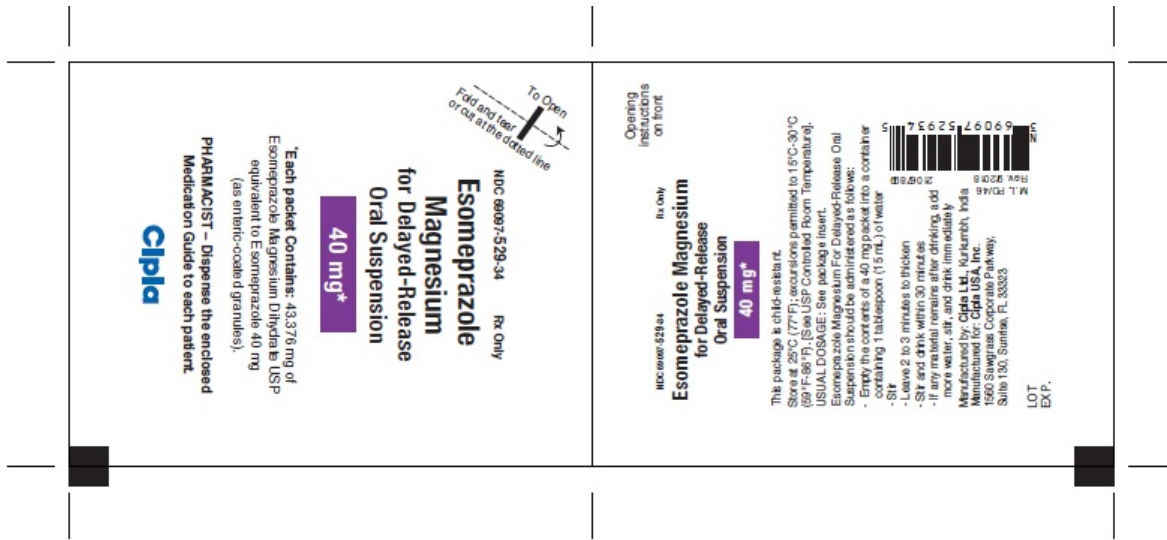 To Open
Fold and tear
or cut at the dotted line
NDC 69097-529-34 Rx Only
Esomeprazole
Magnesium
for Delayed-Release
Oral Suspension
40 mg*
*Each packet Contains: 43.376 mg of
Esomeprazole Magnesium Dihydrate USP
equivalent to Esomeprazole 40 mg
(as enteric-coated granules).
PHARMACIST – Dispense the enclosed
Medication Guide to each patient.
Cipla
Opening
instructions
on front
NDC 69097-529-34 Rx Only
Esomeprazole Magnesium
for Delayed-Release
Oral Suspension
40 mg*
This package is child-resistant.
Store at 25°C (77°F); excursions permitted to 15°C-30°C
(59°F-86°F). [See USP Controlled Room Temperature].
USUAL DOSAGE: See package insert.
Esomeprazole Magnesium For Delayed-Release Oral
Suspension should be administered as follows:
- Empty the contents of a 40 mg packet into a container
containing 1 tablespoon (15 mL) of water
- Stir
- Leave 2 to 3 minutes to thicken
- Stir and drink within 30 minutes
- If any material remains after drinking, add
more water, stir, and drink immediately
Manufactured by: Cipla Ltd., Kurkumbh, India
Manufactured for: Cipla USA, Inc.
1560 Sawgrass Corporate Parkway,
Suite 130, Sunrise, FL 33323
LOT
EXP.
N
3 69097 52934 5
M. L. PD/46